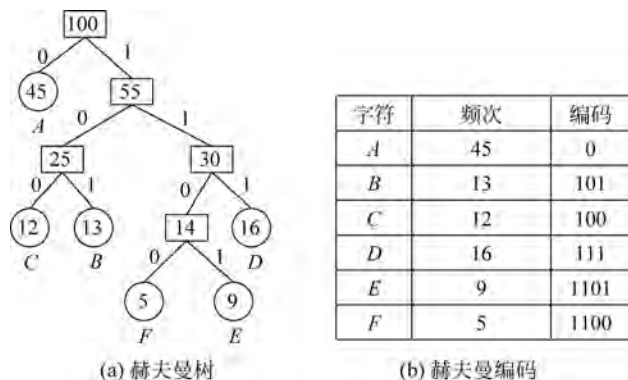 100
0 1
45 55
A 0 1
25 30
0 1 0 1
12 13 14 16
C B 0 1 D
5 9
F E
(a) 赫夫曼树
字符 频次 编码
A 45 0
B 13 101
C 12 100
D 16 111
E 9 1101
F 5 1100
(b) 赫夫曼编码